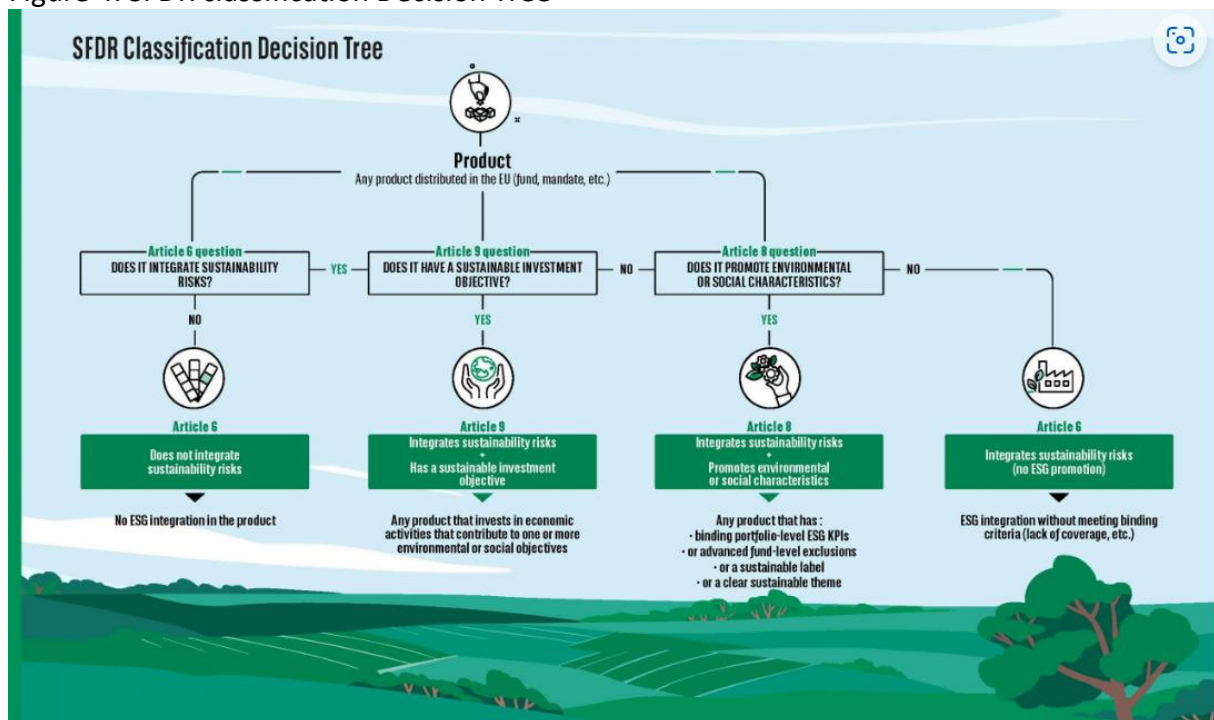 SFDR Classification Decision Tree
Product
Any product distributed in the EU (fund, mandate, etc.)
Article 6 question
DOES IT INTEGRATE SUSTAINABILITY
RISKS?
YES
Article 9 question
DOES IT HAVE A SUSTAINABLE INVESTMENT
OBJECTIVE?
NO
Article 8 question
DOES IT PROMOTE ENVIRONMENTAL
OR SOCIAL CHARACTERISTICS?
NO
NO
YES
YES
Article 6
Does not integrate
sustainability risks
No ESG integration in the product
Article 9
Integrates sustainability risks
+
Has a sustainable investment
objective
Any product that invests in economic
activities that contribute to one or more
environmental or social objectives
Article 8
Integrates sustainability risks
+
Promotes environmental
or social characteristics
Any product that has :
· binding portfolio-level ESG KPIs
· or advanced fund-level exclusions
· or a sustainable label
· or a clear sustainable theme
Article 6
Integrates sustainability risks
(no ESG promotion)
ESG integration without meeting binding
criteria (lack of coverage, etc.)